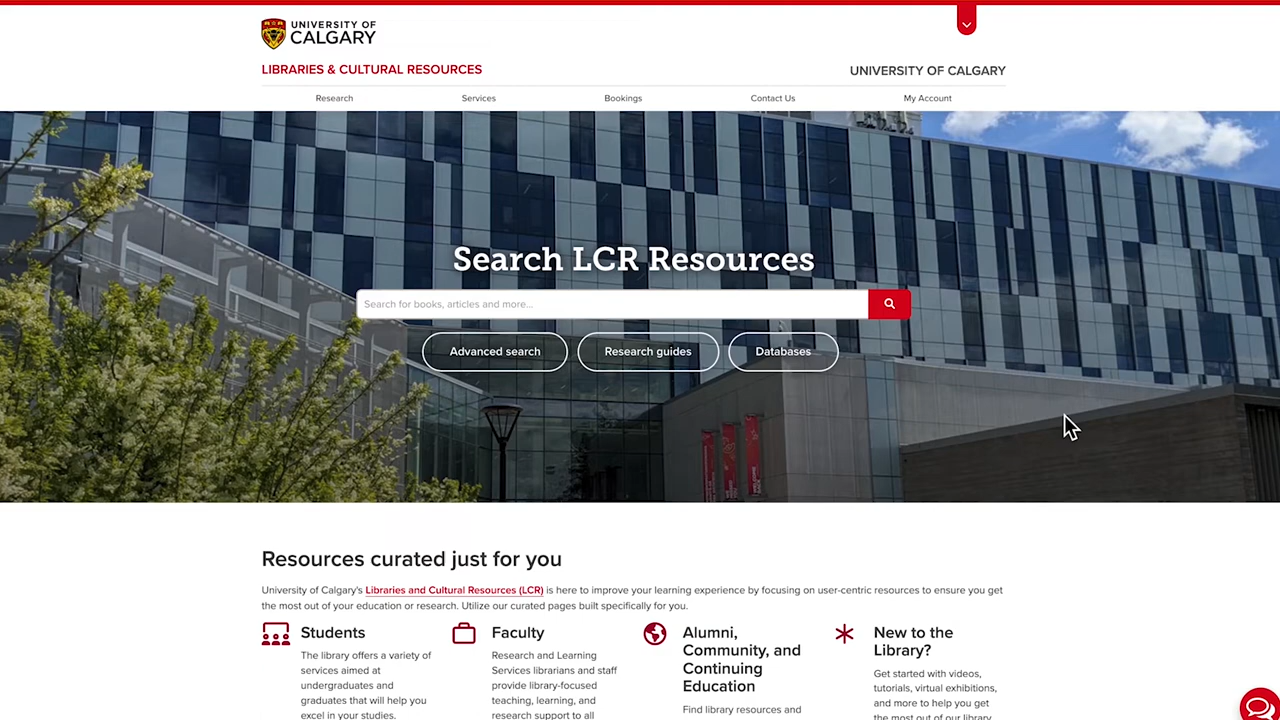 UNIVERSITY OF
CALGARY
LIBRARIES & CULTURAL RESOURCES
UNIVERSITY OF CALGARY
Research Services Bookings Contact Us My Account
Search LCR Resources
Search for books, articles and more...
Advanced search Research guides Databases
Resources curated just for you
University of Calgary's Libraries and Cultural Resources (LCR) is here to improve your learning experience by focusing on user-centric resources to ensure you get
the most out of your education or research. Utilize our curated pages built specifically for you.
Students
The library offers a variety of
services aimed at
undergraduates and
graduates that will help you
excel in your studies.
Faculty
Research and Learning
Services librarians and staff
provide library-focused
teaching, learning, and
research support to all
Alumni,
Community, and
Continuing
Education
Find library resources and
New to the
Library?
Get started with videos,
tutorials, virtual exhibitions,
and more to help you get
the most out of our library